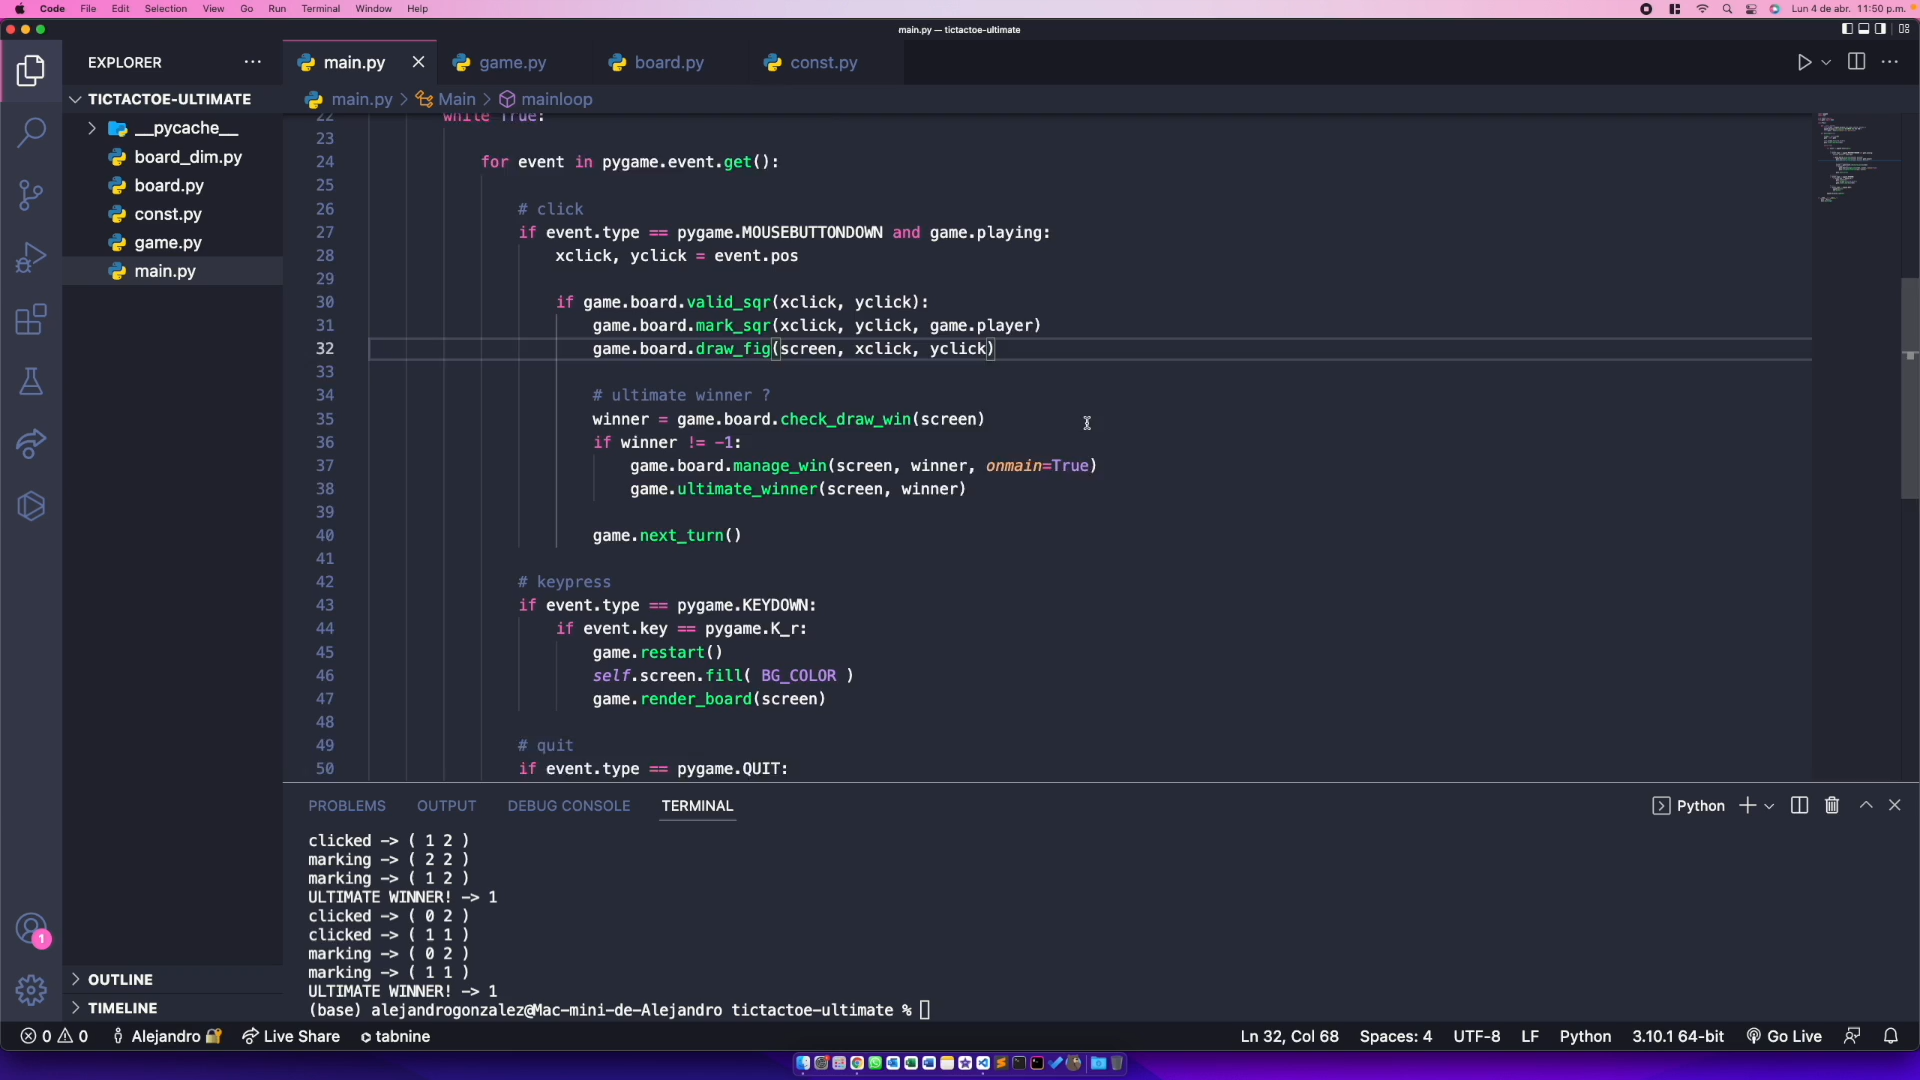 Code File Edit Selection View Go Run Terminal Window Help
Lun 4 de abr. 11:50 p.m.
main.py — tictactoe-ultimate
EXPLORER
TICTACTOE-ULTIMATE
__pycache__
board_dim.py
board.py
const.py
game.py
main.py
OUTLINE
TIMELINE
main.py game.py board.py const.py
main.py > Main > mainloop
22 while True:
23
24 for event in pygame.event.get():
25
26 # click
27 if event.type == pygame.MOUSEBUTTONDOWN and game.playing:
28 xclick, yclick = event.pos
29
30 if game.board.valid_sqr(xclick, yclick):
31 game.board.mark_sqr(xclick, yclick, game.player)
32 game.board.draw_fig(screen, xclick, yclick)
33
34 # ultimate winner ?
35 winner = game.board.check_draw_win(screen)
36 if winner != -1:
37 game.board.manage_win(screen, winner, onmain=True)
38 game.ultimate_winner(screen, winner)
39
40 game.next_turn()
41
42 # keypress
43 if event.type == pygame.KEYDOWN:
44 if event.key == pygame.K_r:
45 game.restart()
46 self.screen.fill( BG_COLOR )
47 game.render_board(screen)
48
49 # quit
50 if event.type == pygame.QUIT:
PROBLEMS OUTPUT DEBUG CONSOLE TERMINAL
Python
clicked -> ( 1 2 )
marking -> ( 2 2 )
marking -> ( 1 2 )
ULTIMATE WINNER! -> 1
clicked -> ( 0 2 )
clicked -> ( 1 1 )
marking -> ( 0 2 )
marking -> ( 1 1 )
ULTIMATE WINNER! -> 1
(base) alejandrogonzalez@Mac-mini-de-Alejandro tictactoe-ultimate %
1
0 0 Alejandro Live Share tabnine
Ln 32, Col 68 Spaces: 4 UTF-8 LF Python 3.10.1 64-bit Go Live